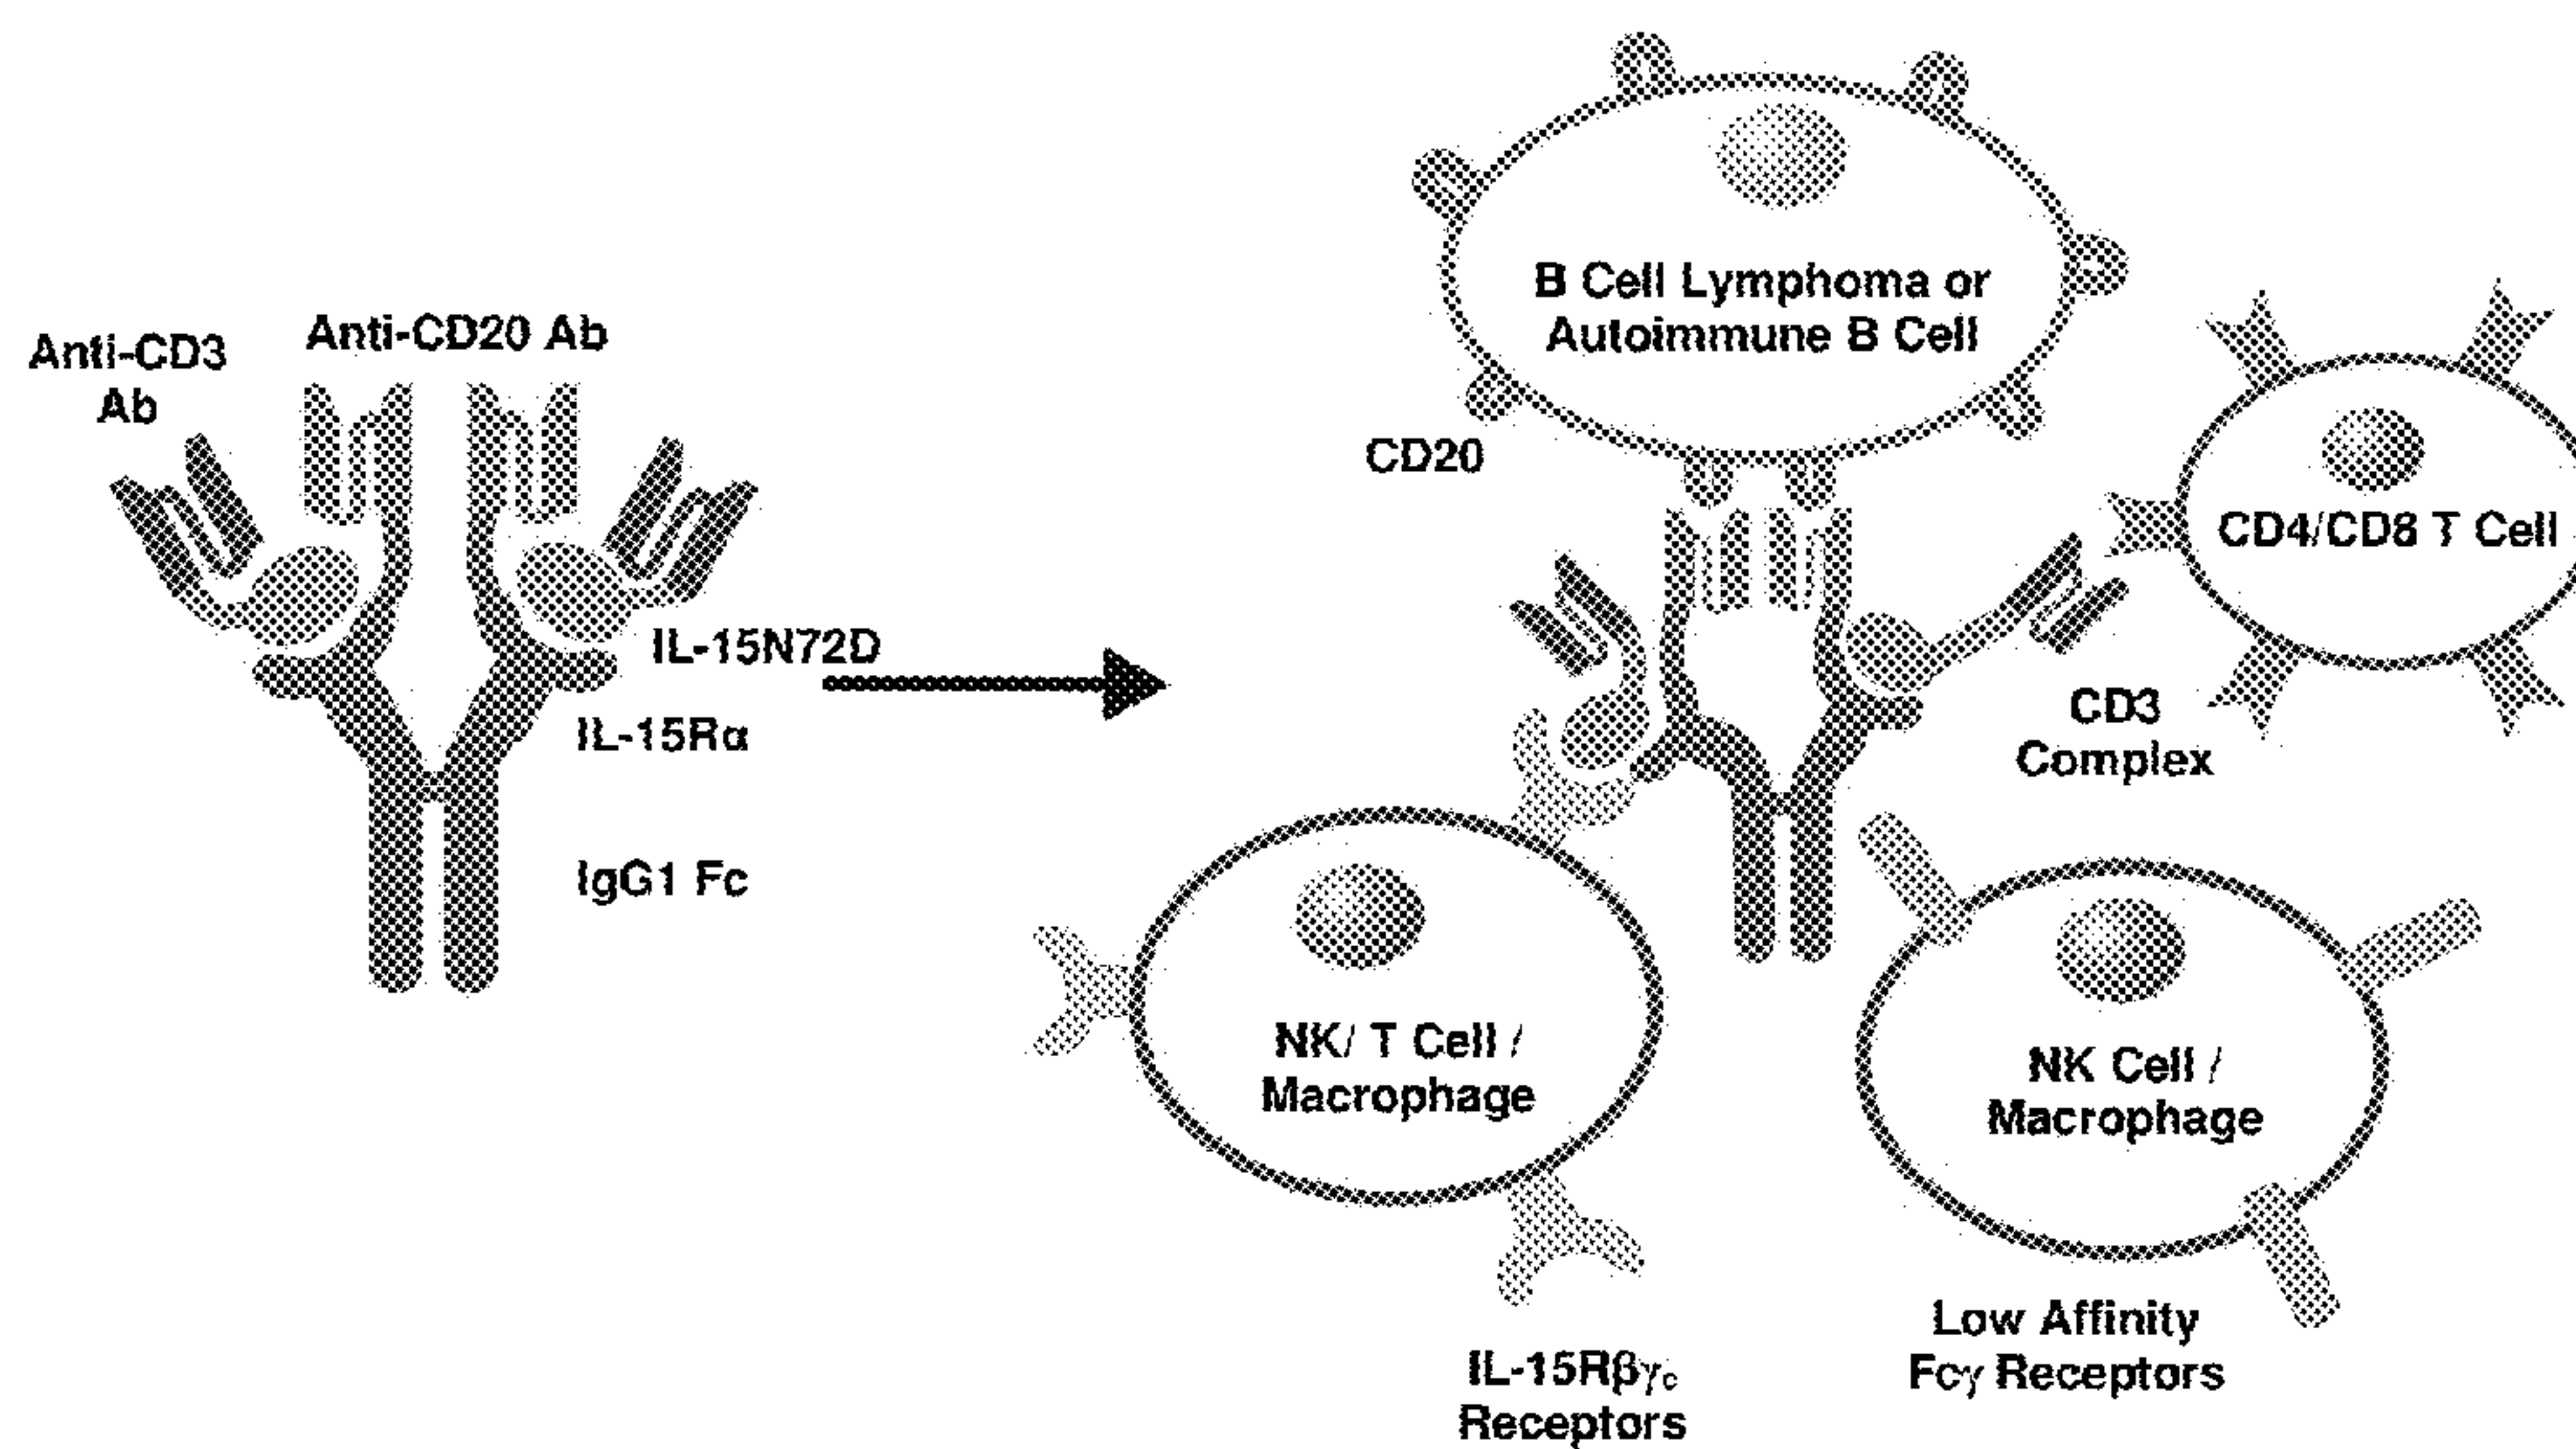 Anti-CD3
Ab
Anti-CD20 Ab
IL-15N72D
IL-15Rα
IgG1 Fc
B Cell Lymphoma or
Autoimmune B Cell
CD20
CD4/CD8 T Cell
CD3
Complex
NK/ T Cell /
Macrophage
NK Cell /
Macrophage
IL-15Rβγc
Receptors
Low Affinity
Fcγ Receptors